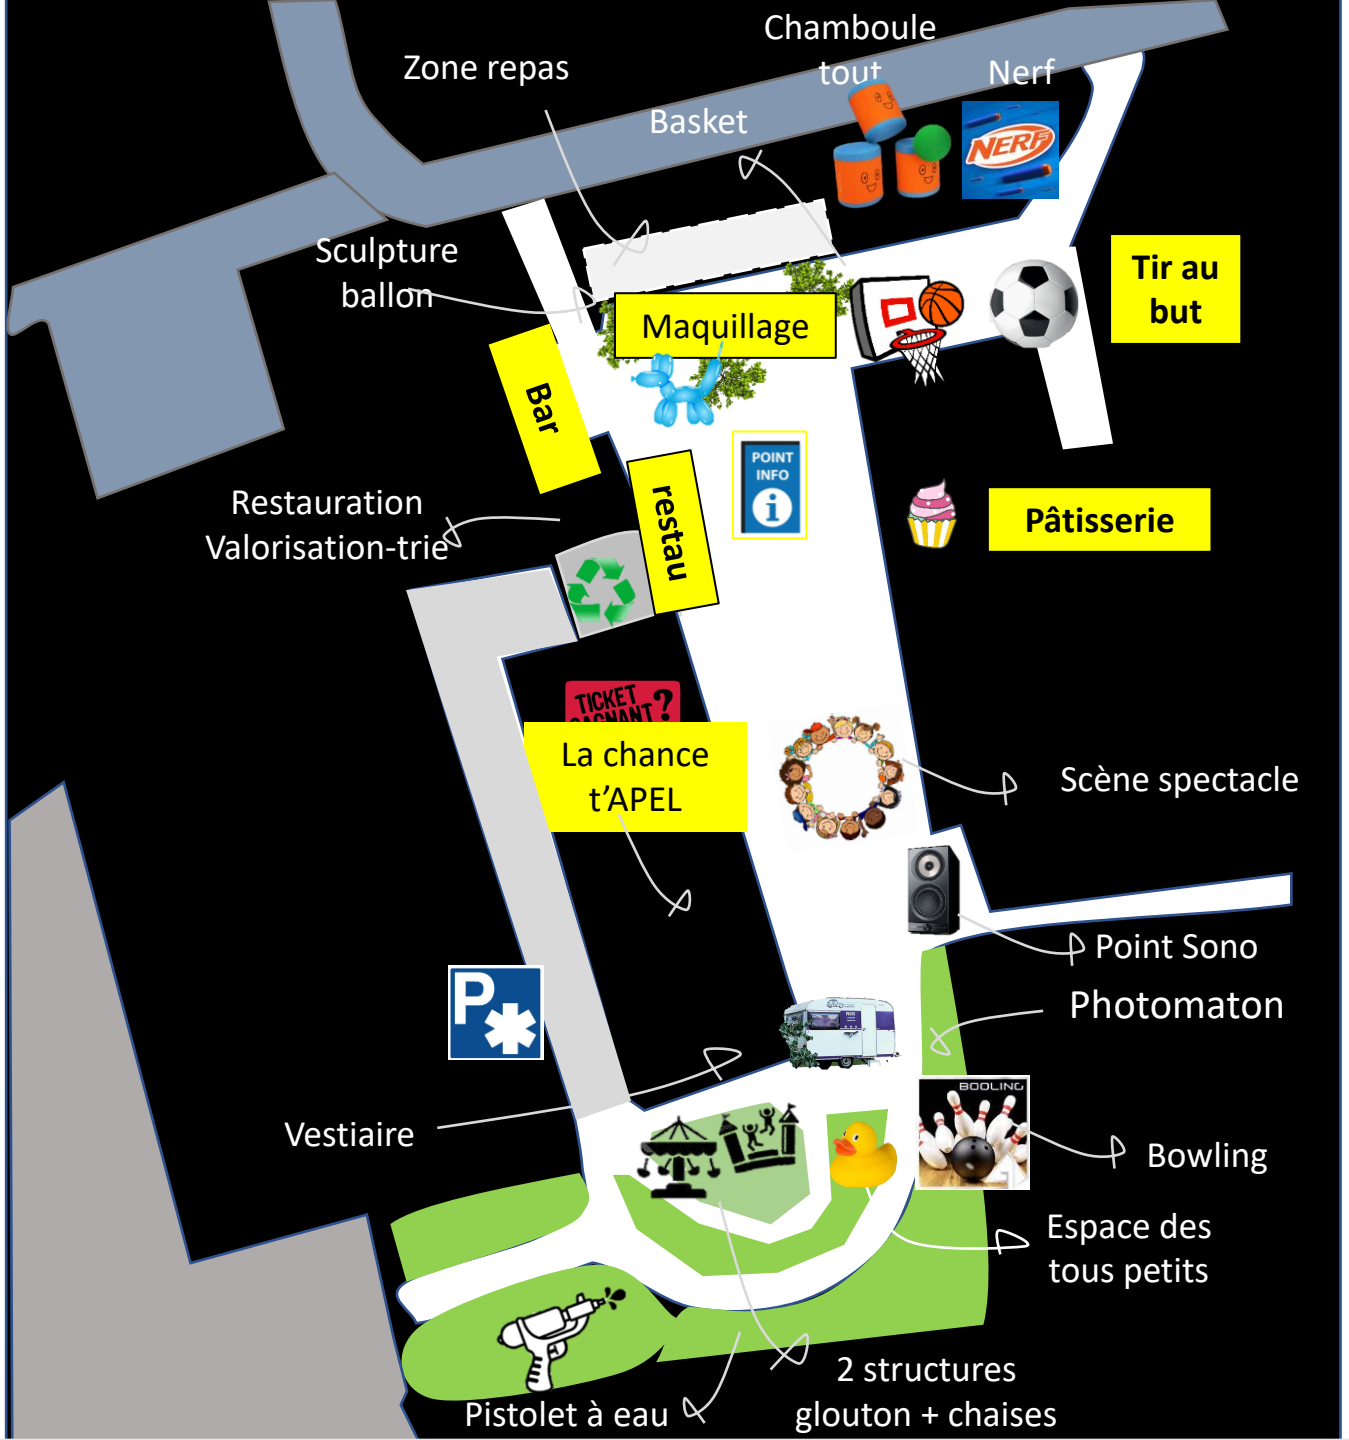 Chamboule
tout
Zone repas
Nerf
Basket
NERF
Sculpture
ballon
Tir au
but
Maquillage
Bar
POINT
INFO
i
restau
Restauration
Valorisation-trie
Pâtisserie
TICKET
GAGNANT ?
La chance
t’APEL
Scène spectacle
Point Sono
P
Photomaton
BOOLING
Vestiaire
Bowling
Espace des
tous petits
2 structures
glouton + chaises
Pistolet à eau